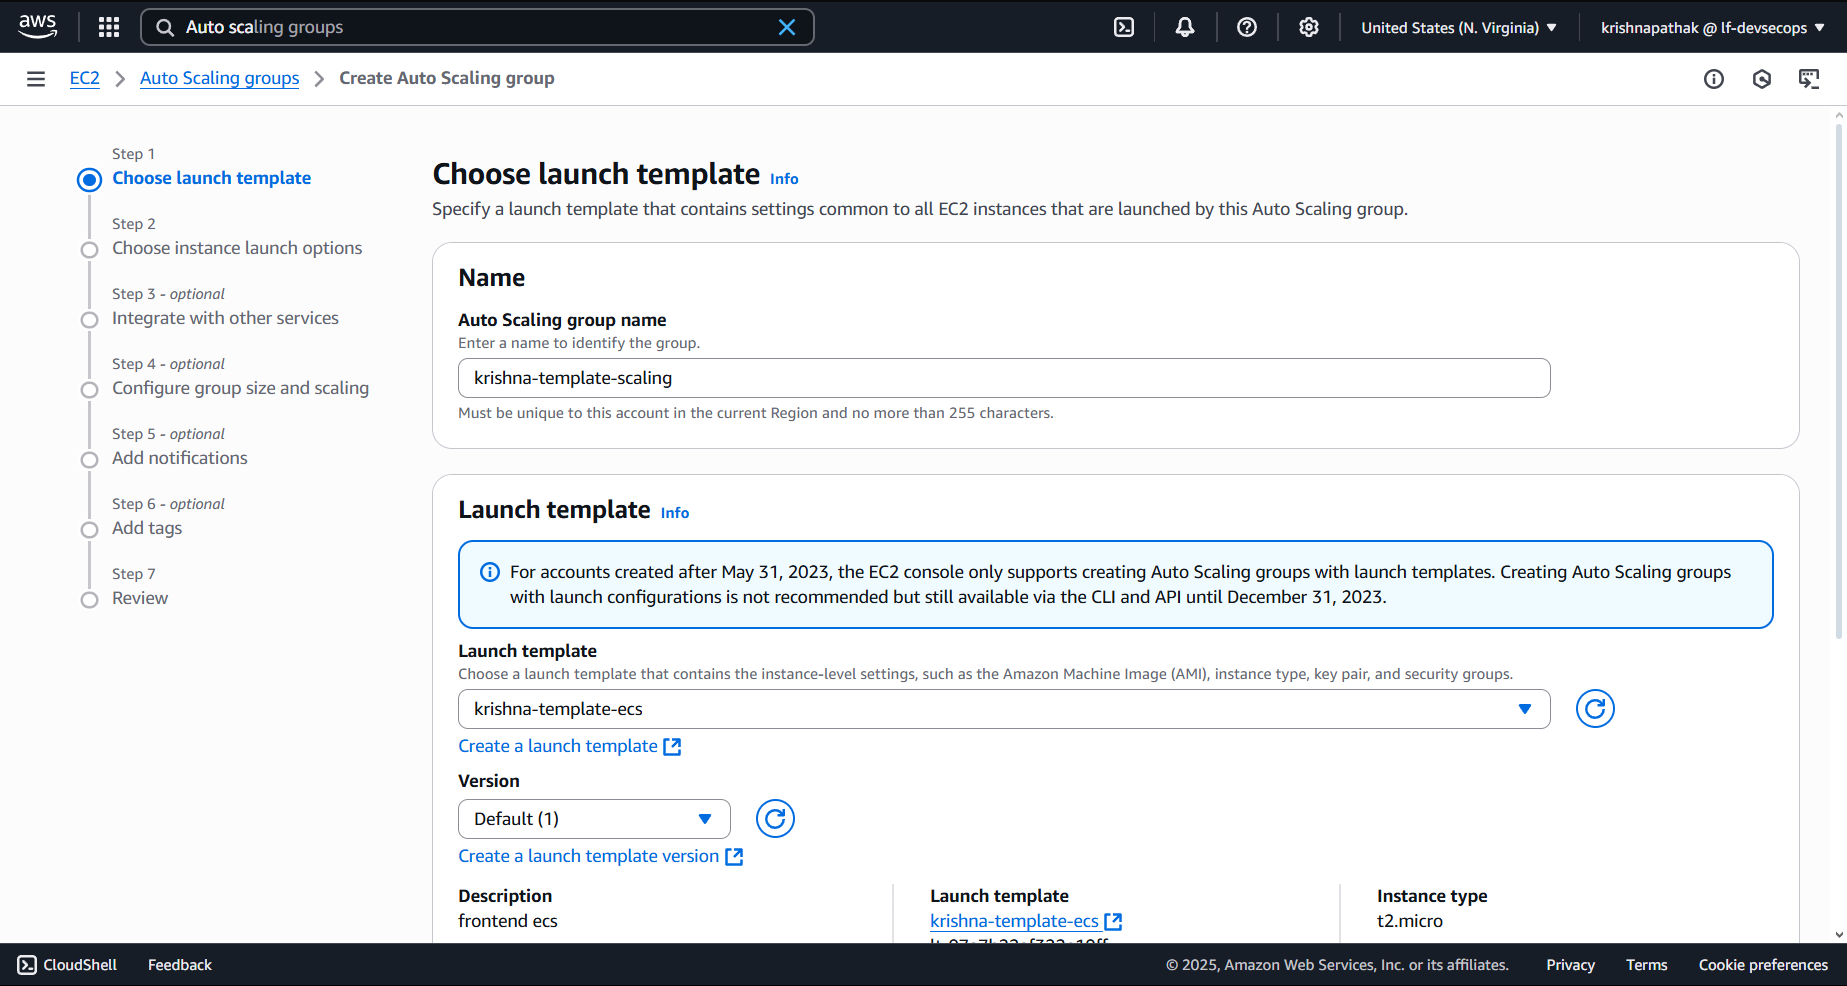 aws
Auto scaling groups
United States (N. Virginia)
krishnapathak @ lf-devsecops
EC2
Auto Scaling groups
Create Auto Scaling group
Step 1
Choose launch template
Step 2
Choose instance launch options
Step 3 - optional
Integrate with other services
Step 4 - optional
Configure group size and scaling
Step 5 - optional
Add notifications
Step 6 - optional
Add tags
Step 7
Review
Choose launch template Info
Specify a launch template that contains settings common to all EC2 instances that are launched by this Auto Scaling group.
Name
Auto Scaling group name
Enter a name to identify the group.
krishna-template-scaling
Must be unique to this account in the current Region and no more than 255 characters.
Launch template Info
For accounts created after May 31, 2023, the EC2 console only supports creating Auto Scaling groups with launch templates. Creating Auto Scaling groups
with launch configurations is not recommended but still available via the CLI and API until December 31, 2023.
Launch template
Choose a launch template that contains the instance-level settings, such as the Amazon Machine Image (AMI), instance type, key pair, and security groups.
krishna-template-ecs
Create a launch template
Version
Default (1)
Create a launch template version
Description
frontend ecs
Launch template
krishna-template-ecs
Instance type
t2.micro
CloudShell
Feedback
© 2025, Amazon Web Services, Inc. or its affiliates.
Privacy
Terms
Cookie preferences